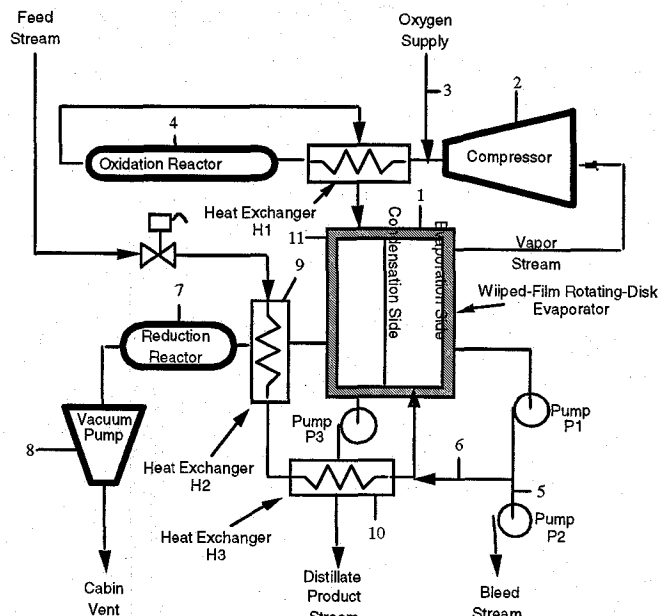 Feed
Stream
Oxygen
Supply
3
2
4
Oxidation Reactor
Compressor
Heat Exchanger
H1
1
11
Condensation Side
Evaporation Side
Vapor
Stream
9
7
Wiiped-Film Rotating-Disk
Evaporator
Reduction
Reactor
Vacuum
Pump
8
Pump
P3
Pump
P1
6
5
Heat Exchanger
H2
Pump
P2
Heat Exchanger
H3
10
Cabin
Vent
Distillate
Product
Stream
Bleed
Stream